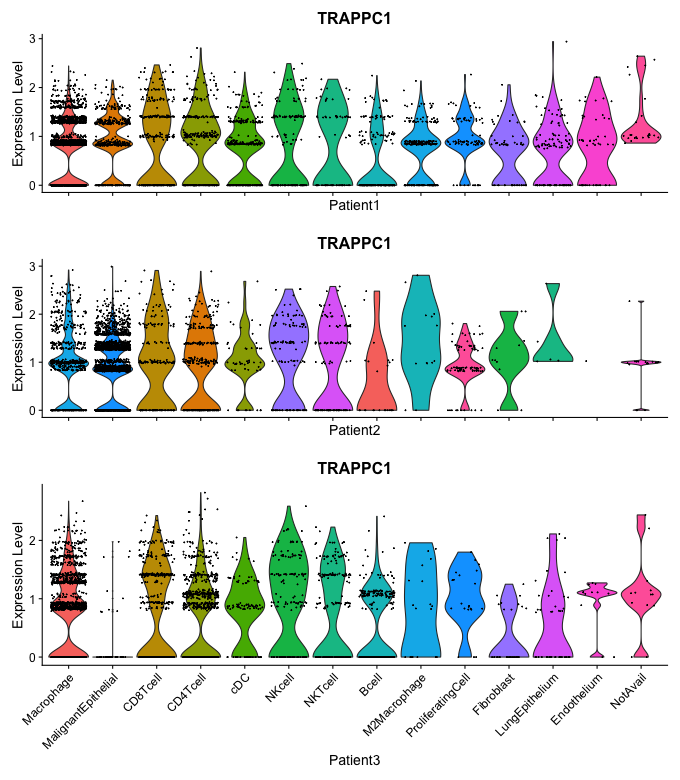 TRAPPC1
Expression Level
3
2
1
0
Patient1
TRAPPC1
Expression Level
3
2
1
0
Patient2
TRAPPC1
Expression Level
2
1
0
Macrophage
MalignantEpithelial
CD8Tcell
CD4Tcell
cDC
NKcell
NKTcell
Bcell
M2Macrophage
ProliferatingCell
Fibroblast
LungEpithelium
Endothelium
NotAvail
Patient3